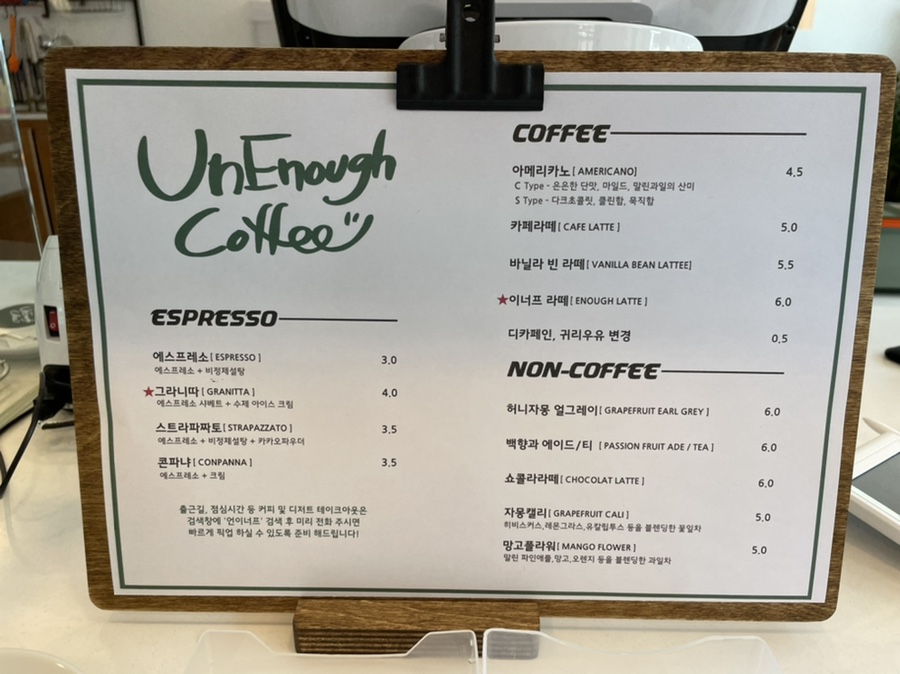 UnEnough
Coffee
ESPRESSO
에스프레소 [ ESPRESSO ] 3.0
에스프레소 + 비정제설탕
★그라니따 [ GRANITTA ] 4.0
에스프레소 샤베트 + 수제 아이스 크림
스트라파짜토 [ STRAPAZZATO ] 3.5
에스프레소 + 비정제설탕 + 카카오파우더
콘파냐 [ CONPANNA ] 3.5
에스프레소 + 크림
출근길, 점심시간 등 커피 및 디저트 테이크아웃은
검색창에 '언이너프' 검색 후 미리 전화 주시면
빠르게 픽업 하실 수 있도록 준비 해드립니다!
COFFEE
아메리카노 [ AMERICANO] 4.5
C Type - 은은한 단맛, 마일드, 말린과일의 산미
S Type - 다크초콜릿, 클린함, 묵직함
카페라떼 [ CAFE LATTE ] 5.0
바닐라 빈 라떼 [ VANILLA BEAN LATTEE] 5.5
★이너프 라떼 [ ENOUGH LATTE ] 6.0
디카페인, 귀리우유 변경 0.5
NON-COFFEE
허니자몽 얼그레이 [ GRAPEFRUIT EARL GREY ] 6.0
백향과 에이드/티 [ PASSION FRUIT ADE / TEA ] 6.0
쇼콜라라떼 [ CHOCOLAT LATTE ] 6.0
자몽캘리 [ GRAPEFRUIT CALI ] 5.0
히비스커스,레몬그라스,유칼립투스 등을 블렌딩한 꽃일차
망고플라워 [ MANGO FLOWER ] 5.0
말린 파인애플,망고,오렌지 등을 블렌딩한 과일차